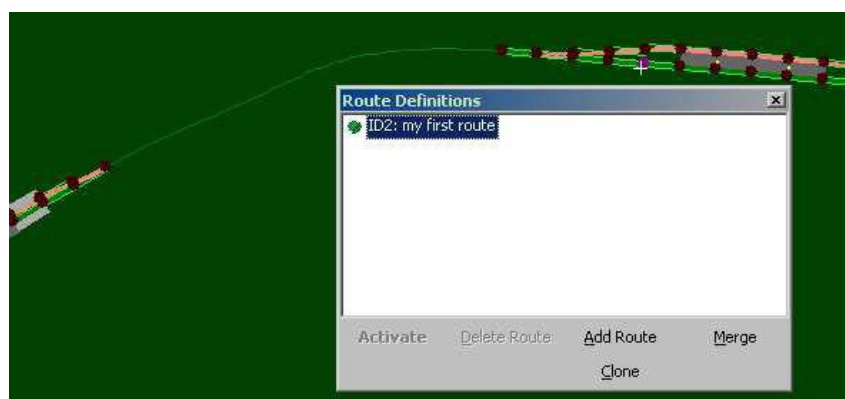 Route Definitions
ID2: my first route
Activate Delete Route Add Route Merge
Clone